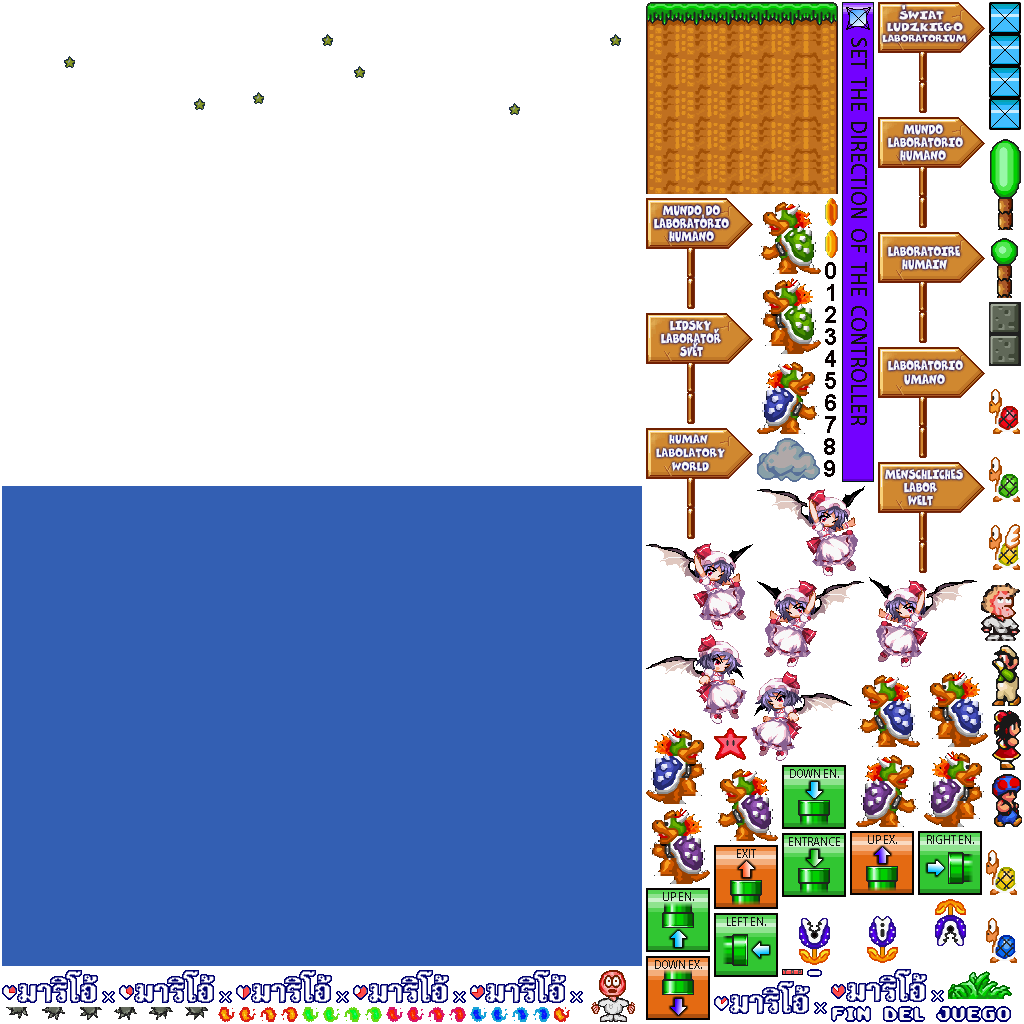 ŚWIAT
LUDZKIEGO
LABORATORIUM
SET THE DIRECTION OF THE CONTROLLER
MUNDO
LABORATORIO
HUMANO
MUNDO DO
LABORATÓRIO
HUMANO
LABORATOIRE
HUMAIN
0
1
2
3
4
5
6
7
8
9
LIDSKÝ
LABORATOŘ
SVĚT
LABORATORIO
UMANO
HUMAN
LABOLATORY
WORLD
MENSCHLICHES
LABOR
WELT
DOWN EN.
ENTRANCE
UP EX.
RIGHT EN.
EXIT
UP EN.
LEFT EN.
DOWN EX.
มาริโอ้ x มาริโอ้ x มาริโอ้ x มาริโอ้ x มาริโอ้ x
มาริโอ้ x มาริโอ้ x
FIN DEL JUEGO